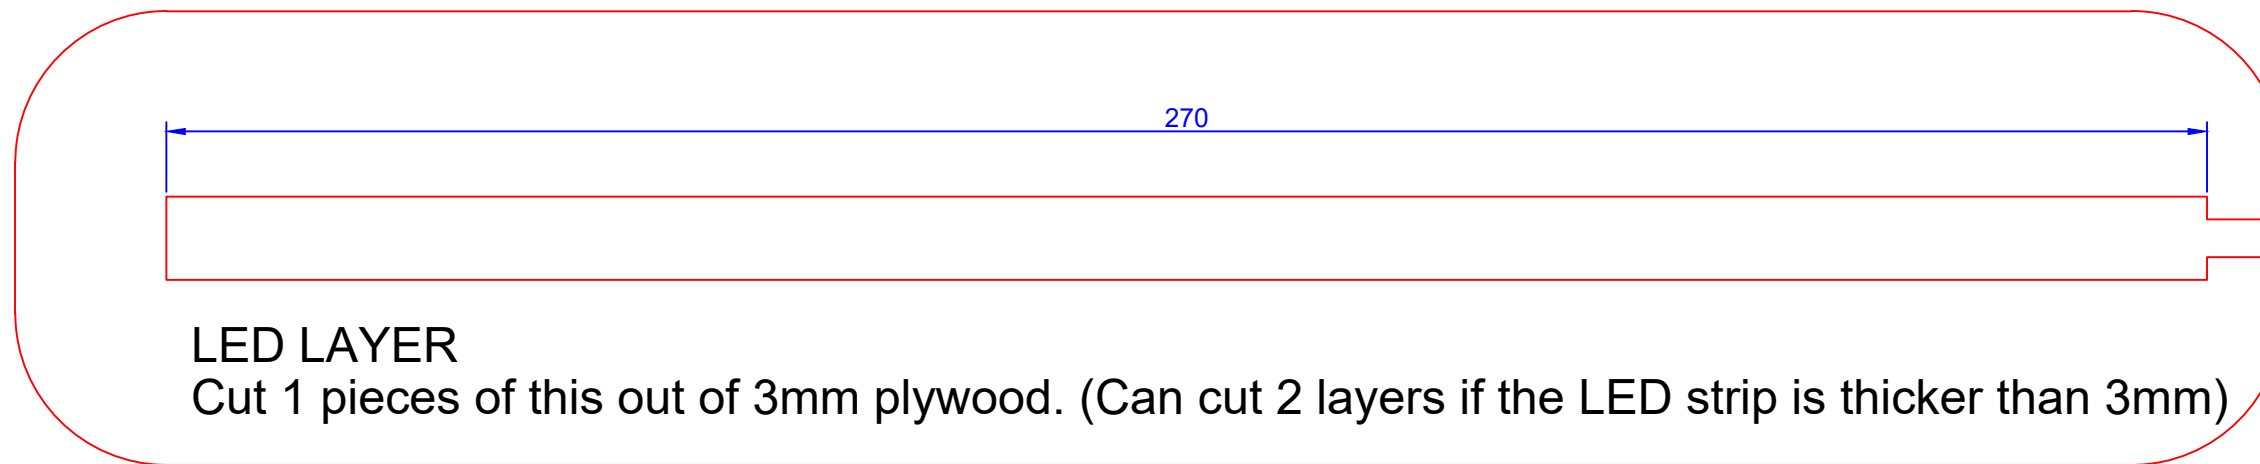 270
LED LAYER
Cut 1 pieces of this out of 3mm plywood. (Can cut 2 layers if the LED strip is thicker than 3mm)